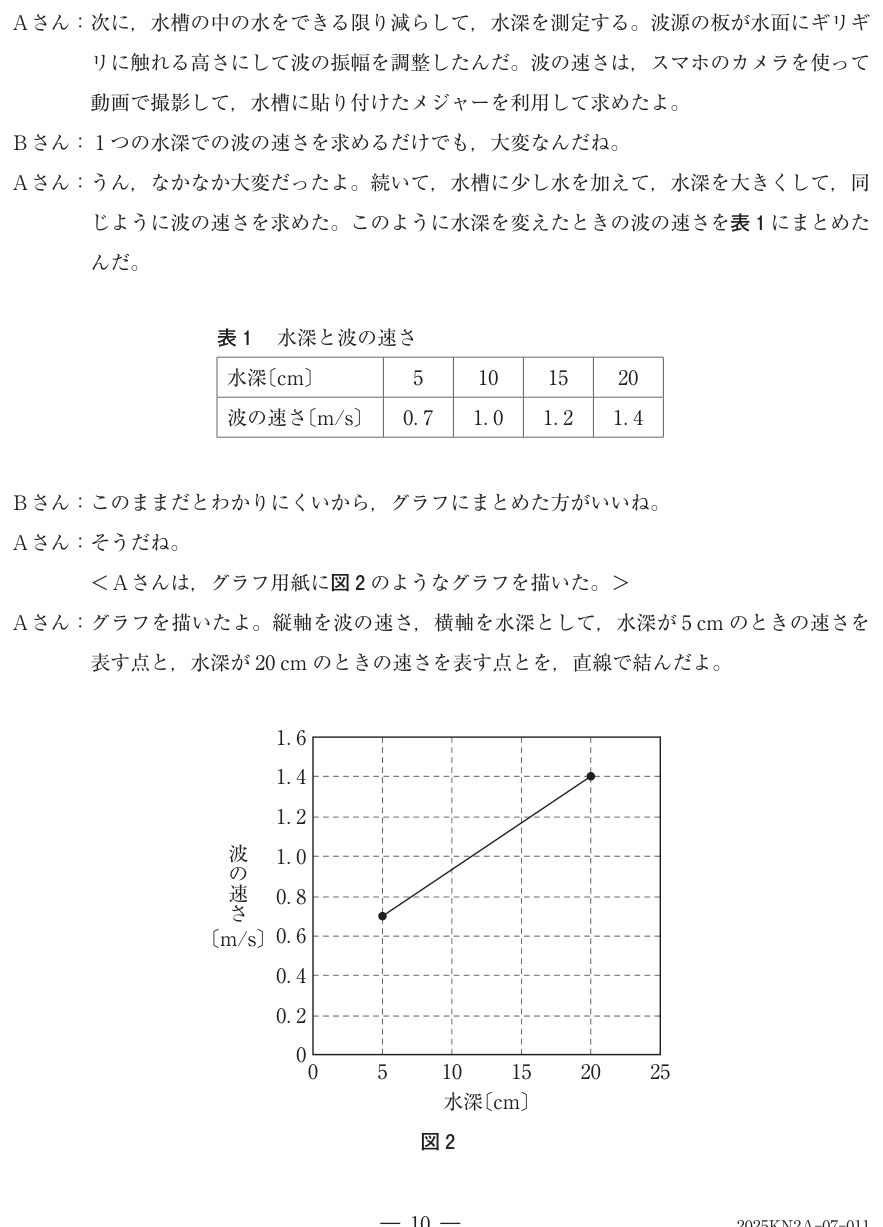 Aさん：次に，水槽の中の水をできる限り減らして，水深を測定する。波源の板が水面にギリギ
リに触れる高さにして波の振幅を調整したんだ。波の速さは，スマホのカメラを使って
動画で撮影して，水槽に貼り付けたメジャーを利用して求めたよ。
Bさん：1つの水深での波の速さを求めるだけでも，大変なんだね。
Aさん：うん，なかなか大変だったよ。続いて，水槽に少し水を加えて，水深を大きくして，同
じように波の速さを求めた。このように水深を変えたときの波の速さを表1にまとめた
んだ。
表1　水深と波の速さ
水深〔cm〕 5 10 15 20
波の速さ〔m/s〕 0.7 1.0 1.2 1.4
Bさん：このままだとわかりにくいから，グラフにまとめた方がいいね。
Aさん：そうだね。
＜Aさんは，グラフ用紙に図2のようなグラフを描いた。＞
Aさん：グラフを描いたよ。縦軸を波の速さ，横軸を水深として，水深が5cmのときの速さを
表す点と，水深が20cmのときの速さを表す点とを，直線で結んだよ。
1.6
1.4
1.2
1.0
0.8
0.6
0.4
0.2
0
波の速さ
〔m/s〕
0 5 10 15 20 25
水深〔cm〕
図2
— 10 —
2025KN2A-07-011